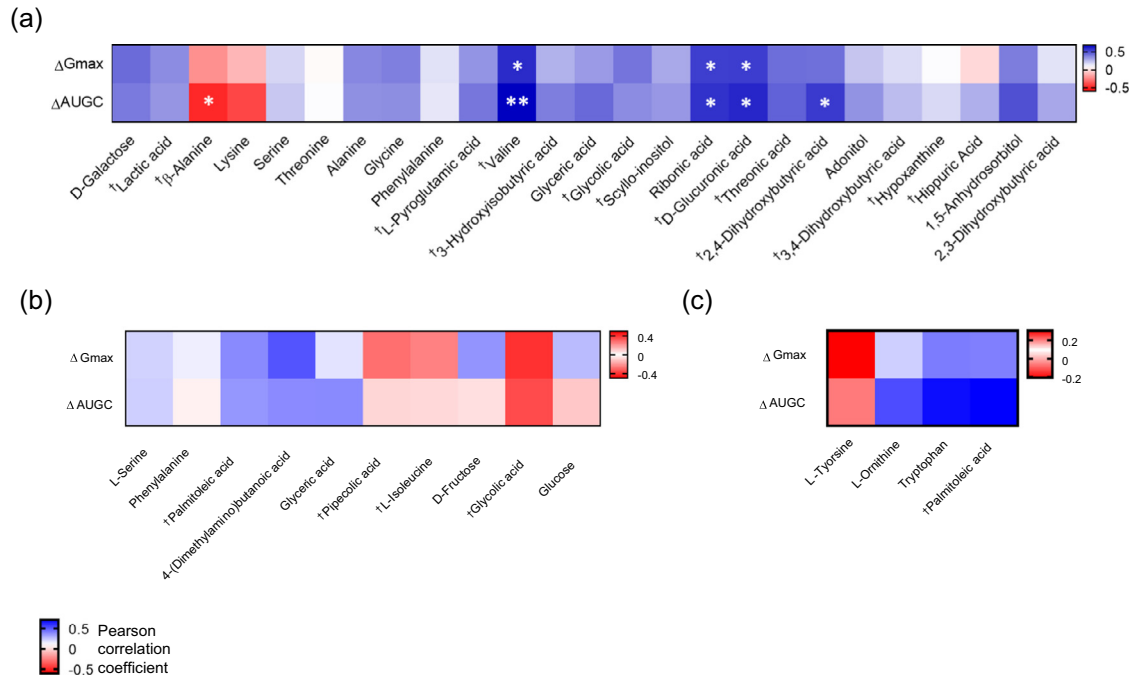 (a)
ΔGmax
*
*
*
0.5
0
-0.5
ΔAUGC
*
**
*
*
*
D-Galactose
†Lactic acid
†β-Alanine
Lysine
Serine
Threonine
Alanine
Glycine
Phenylalanine
†L-Pyroglutamic acid
†Valine
†3-Hydroxyisobutyric acid
Glyceric acid
†Glycolic acid
†Scyllo-inositol
Ribonic acid
†D-Glucuronic acid
†Threonic acid
†2,4-Dihydroxybutyric acid
Adonitol
†3,4-Dihydroxybutyric acid
†Hypoxanthine
†Hippuric Acid
1,5-Anhydrosorbitol
2,3-Dihydroxybutyric acid
(b)
Δ Gmax
Δ AUGC
0.4
0
-0.4
L-Serine
Phenylalanine
†Palmitoleic acid
4-(Dimethylamino)butanoic acid
Glyceric acid
†Pipecolic acid
†L-Isoleucine
D-Fructose
†Glycolic acid
Glucose
(c)
Δ Gmax
Δ AUGC
0.2
0
-0.2
L-Tyorsine
L-Ornithine
Tryptophan
†Palmitoleic acid
0.5
0
-0.5
Pearson
correlation
coefficient